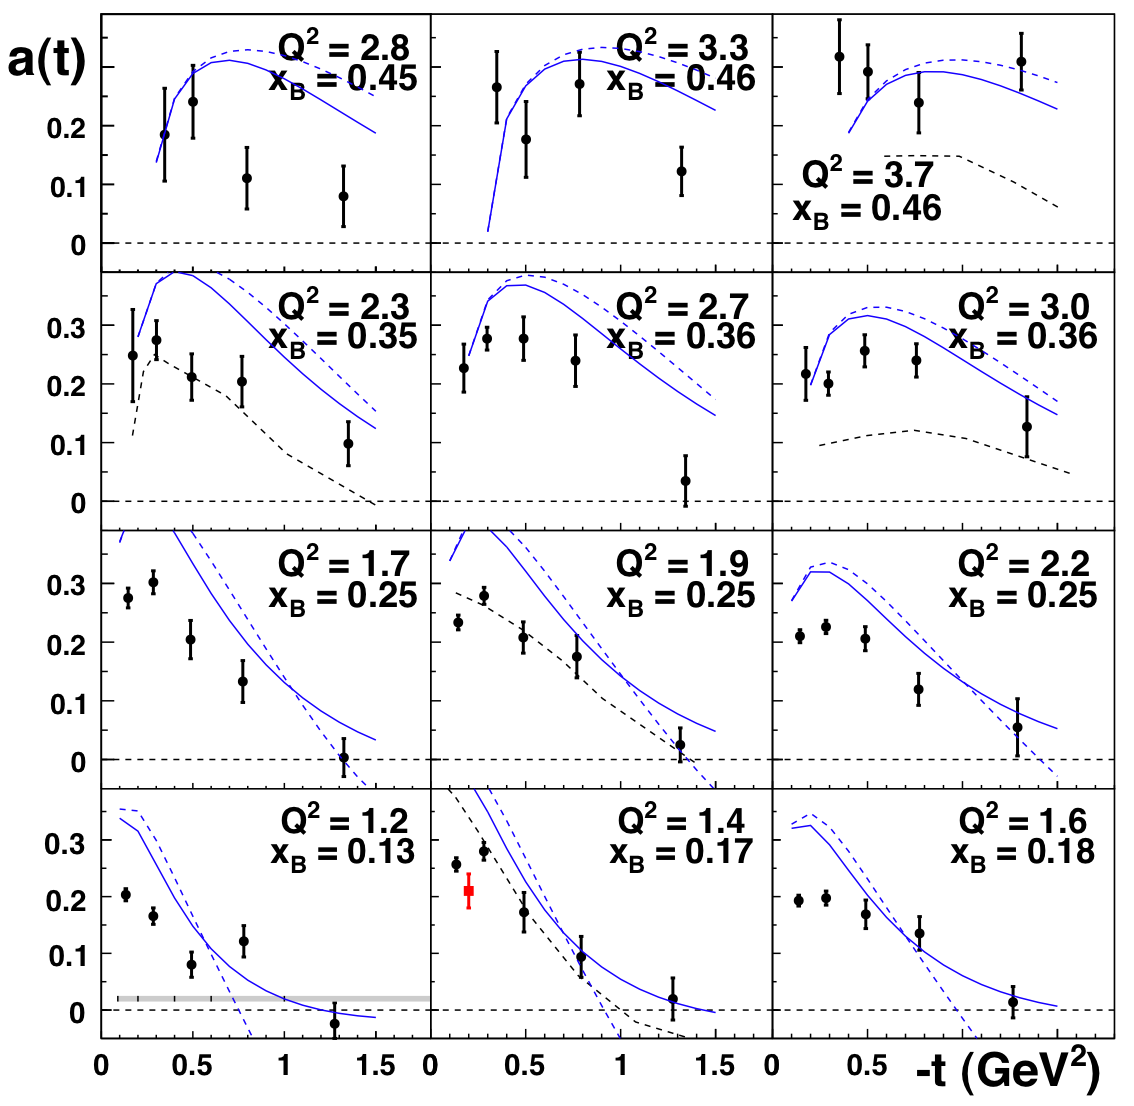 a(t)
Q² = 2.8
x_B = 0.45
Q² = 3.3
x_B = 0.46
Q² = 3.7
x_B = 0.46
0.2
0.1
0
Q² = 2.3
x_B = 0.35
Q² = 2.7
x_B = 0.36
Q² = 3.0
x_B = 0.36
0.3
0.2
0.1
0
Q² = 1.7
x_B = 0.25
Q² = 1.9
x_B = 0.25
Q² = 2.2
x_B = 0.25
0.3
0.2
0.1
0
Q² = 1.2
x_B = 0.13
Q² = 1.4
x_B = 0.17
Q² = 1.6
x_B = 0.18
0.3
0.2
0.1
0
0 0.5 1 1.5 0 0.5 1 1.5 0 0.5 -t (GeV²)